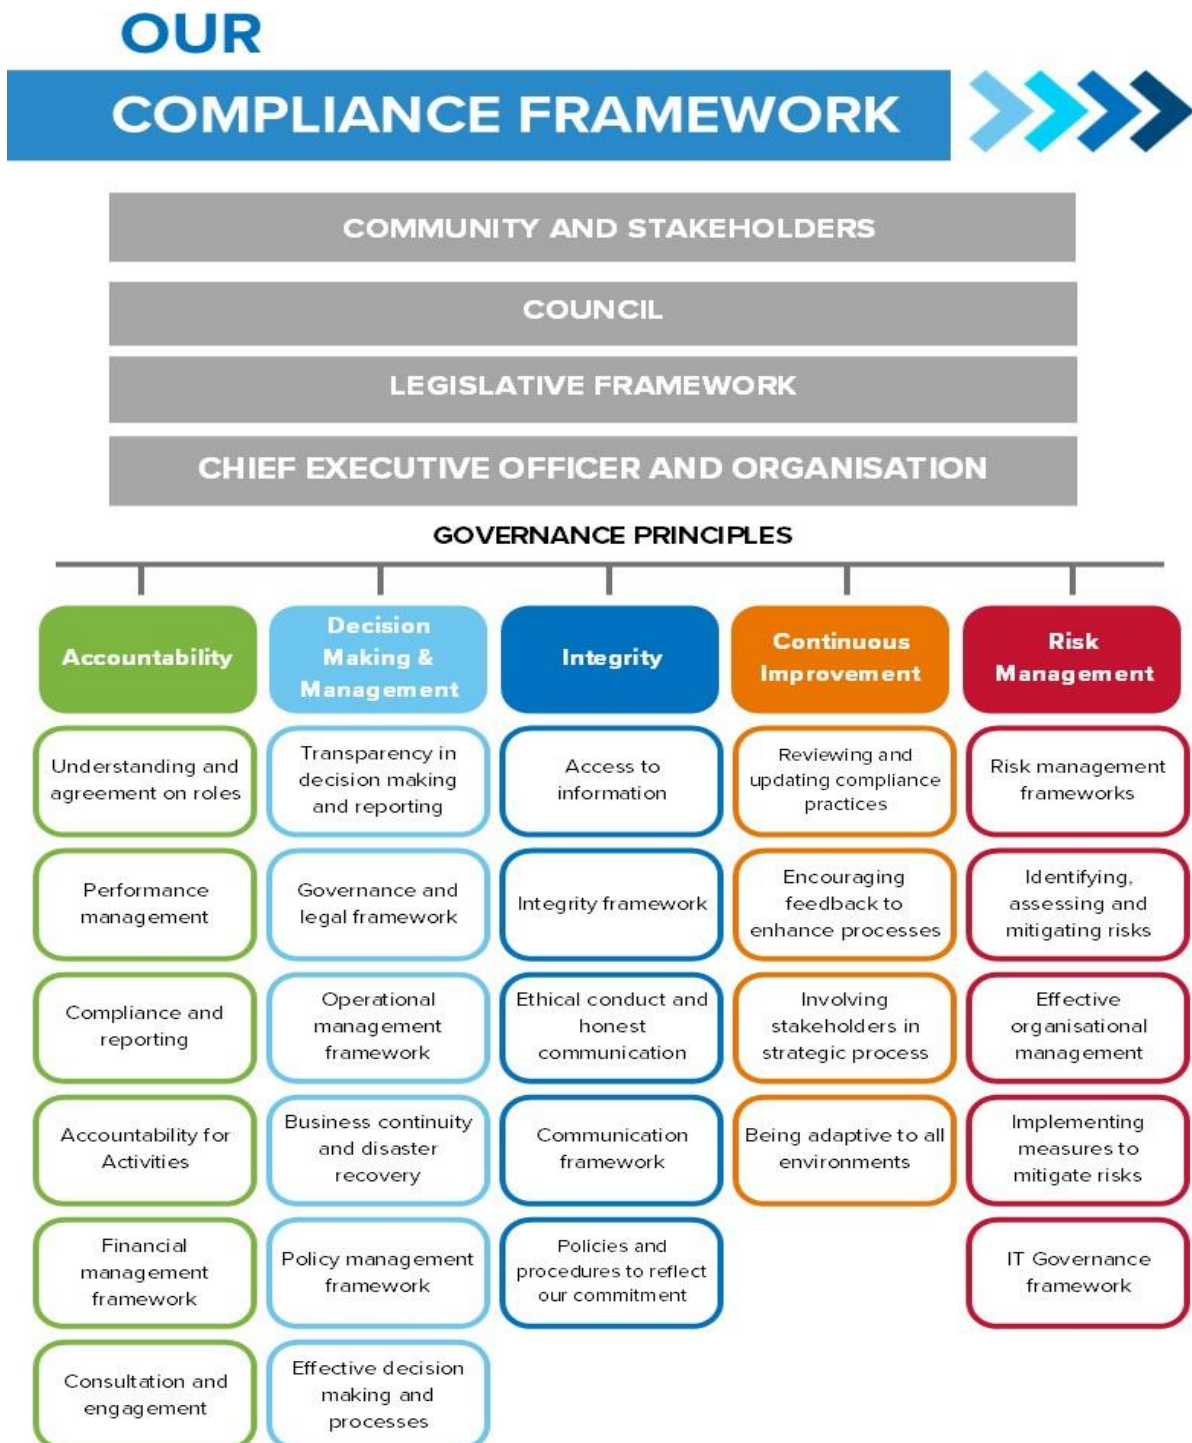 OUR
COMPLIANCE FRAMEWORK
COMMUNITY AND STAKEHOLDERS
COUNCIL
LEGISLATIVE FRAMEWORK
CHIEF EXECUTIVE OFFICER AND ORGANISATION
GOVERNANCE PRINCIPLES
Accountability
Understanding and
agreement on roles
Performance
management
Compliance and
reporting
Accountability for
Activities
Financial
management
framework
Consultation and
engagement
Decision
Making &
Management
Transparency in
decision making
and reporting
Governance and
legal framework
Operational
management
framework
Business continuity
and disaster
recovery
Policy management
framework
Effective decision
making and
processes
Integrity
Access to
information
Integrity framework
Ethical conduct and
honest
communication
Communication
framework
Policies and
procedures to reflect
our commitment
Continuous
Improvement
Reviewing and
updating compliance
practices
Encouraging
feedback to
enhance processes
Involving
stakeholders in
strategic process
Being adaptive to all
environments
Risk
Management
Risk management
frameworks
Identifying,
assessing and
mitigating risks
Effective
organisational
management
Implementing
measures to
mitigate risks
IT Governance
framework